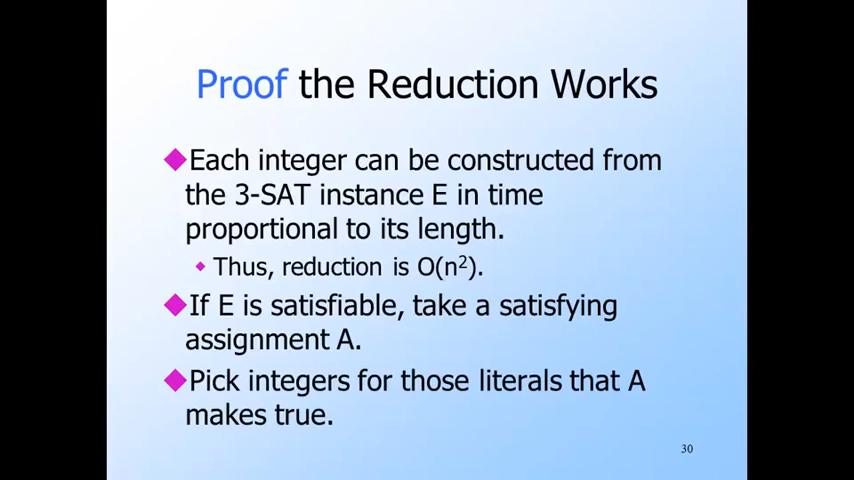 Proof the Reduction Works
◆Each integer can be constructed from
the 3-SAT instance E in time
proportional to its length.
◆ Thus, reduction is O(n²).
◆If E is satisfiable, take a satisfying
assignment A.
◆Pick integers for those literals that A
makes true.
30